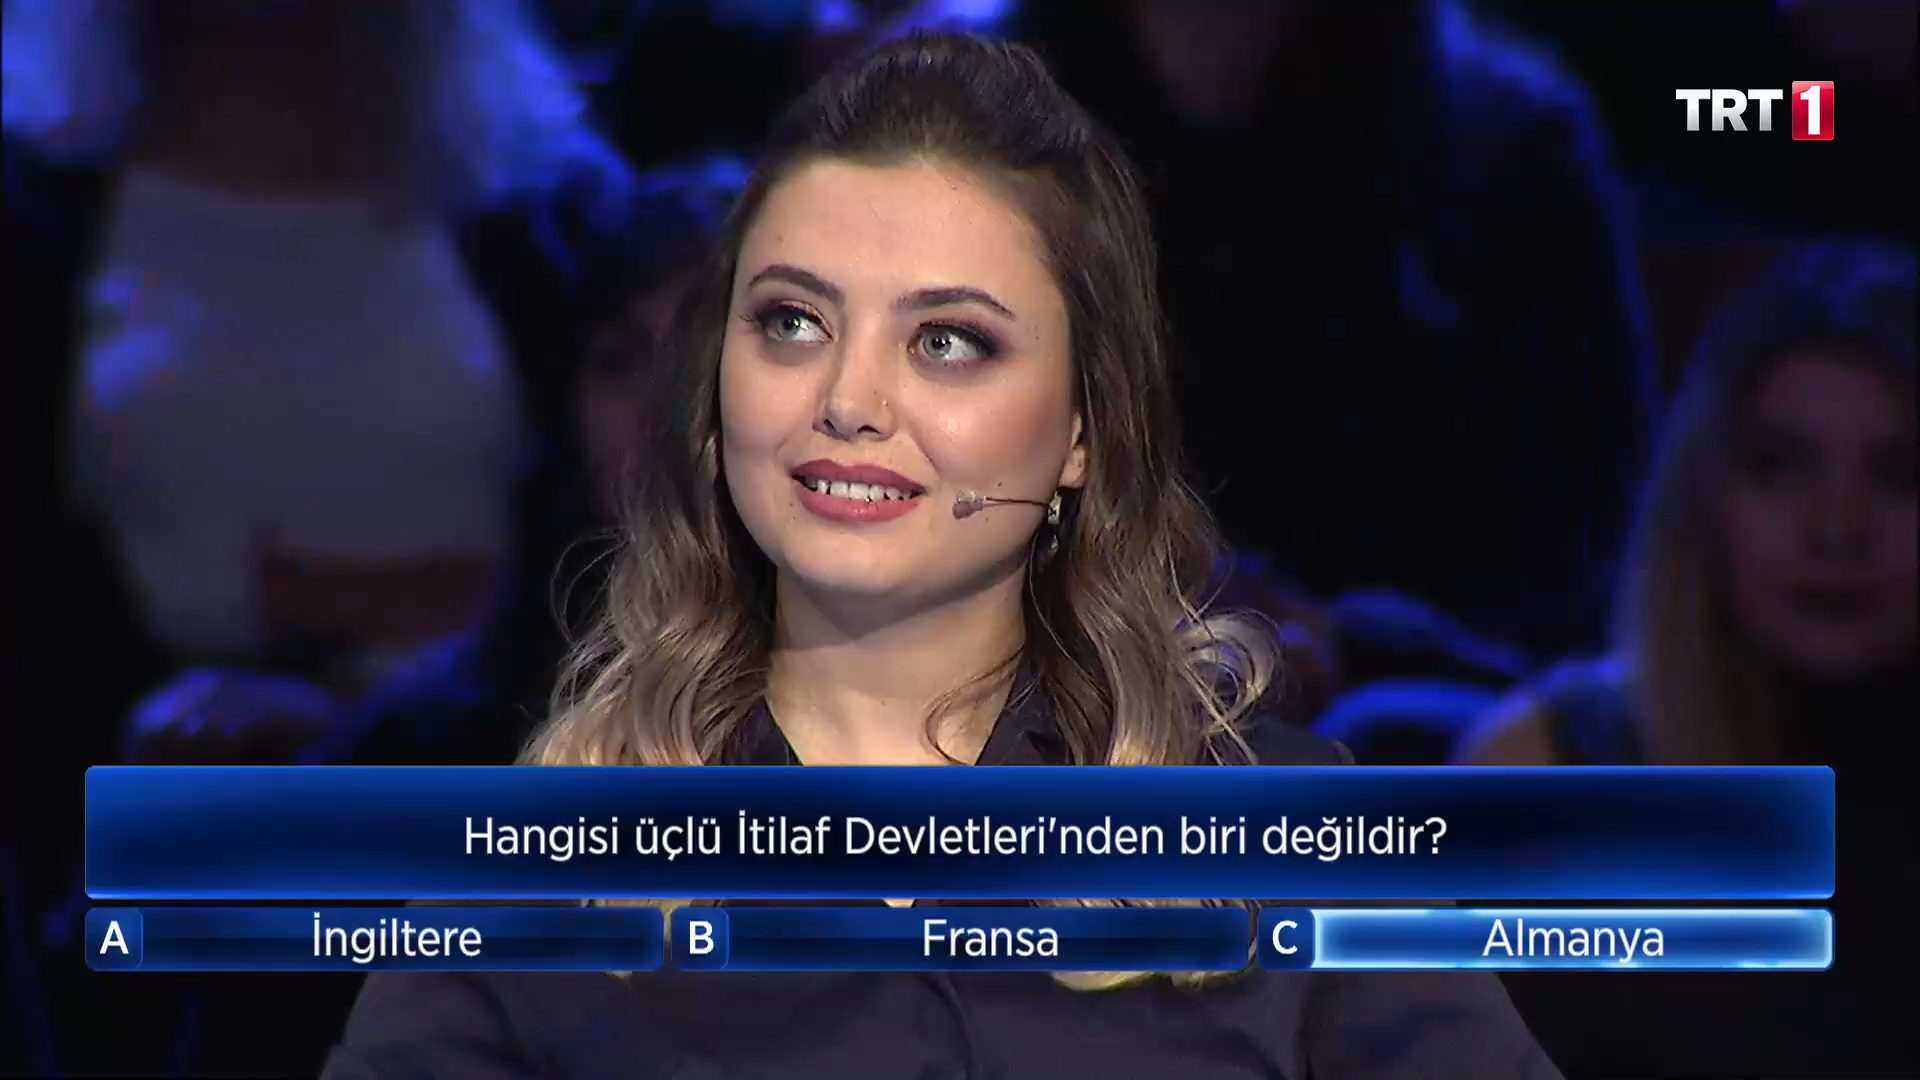 TRT 1
Hangisi üçlü İtilaf Devletleri'nden biri değildir?
A İngiltere
B Fransa
C Almanya